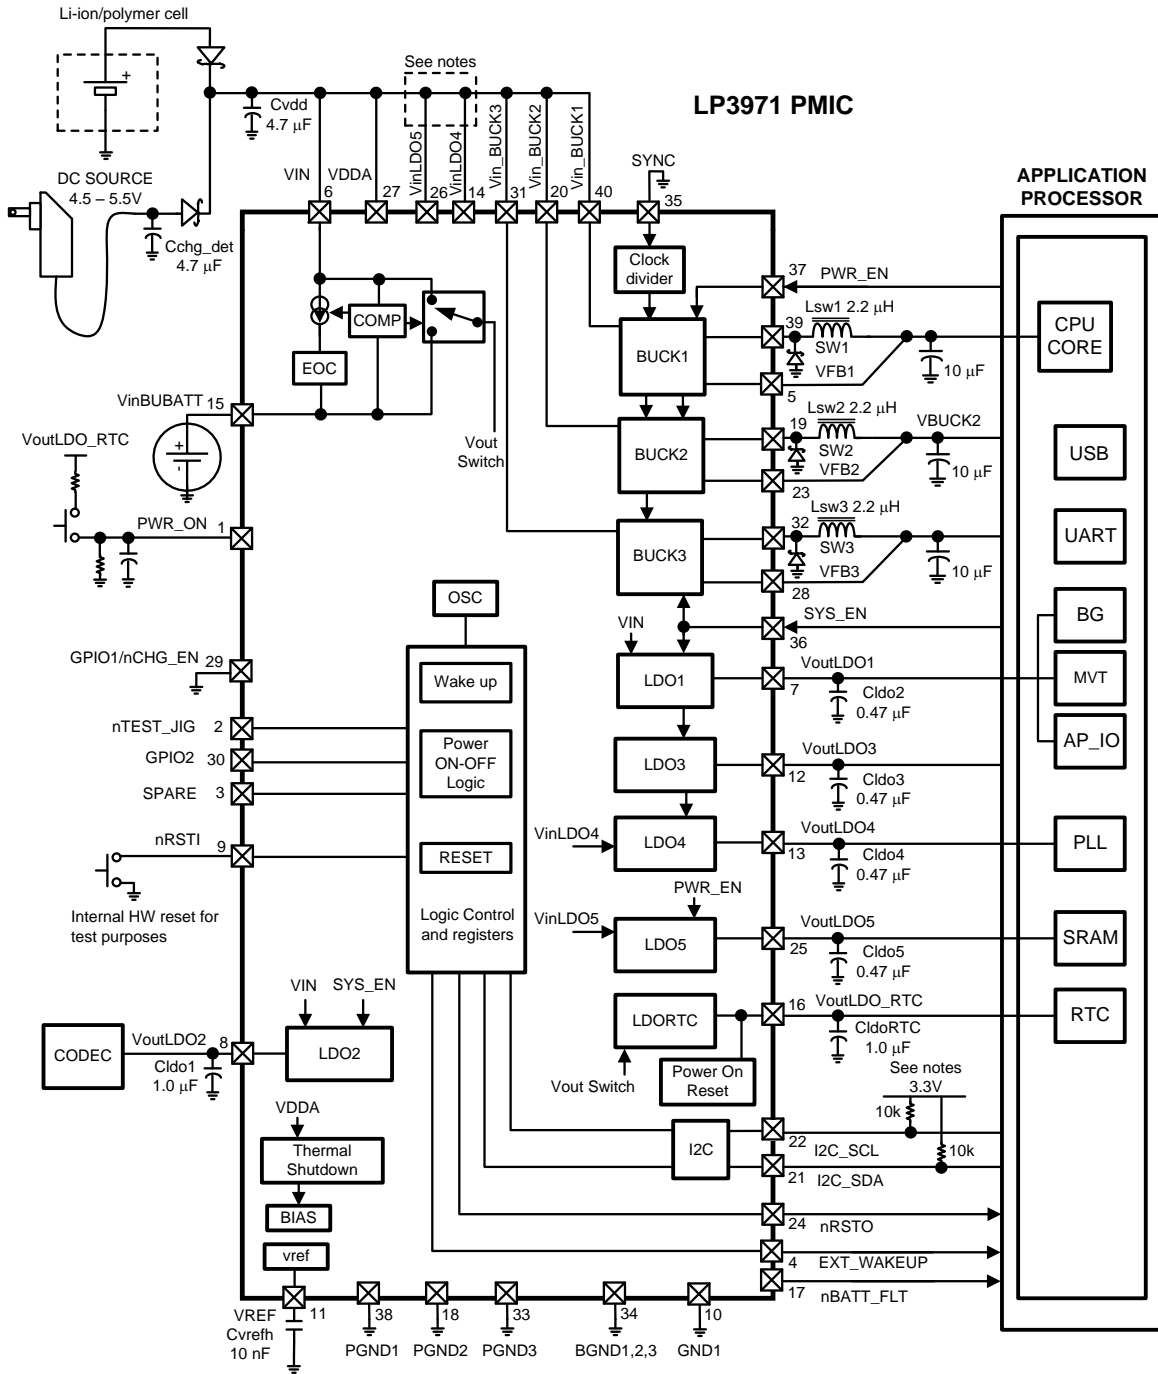 Li-ion/polymer cell
+
See notes
LP3971 PMIC
Cvdd
4.7 µF
VinLDO5
VinLDO4
Vin_BUCK3
Vin_BUCK2
Vin_BUCK1
SYNC
DC SOURCE
4.5 – 5.5V
VIN
VDDA
6
27
26
14
31
20
40
35
APPLICATION
PROCESSOR
Cchg_det
4.7 µF
Clock
divider
37
PWR_EN
COMP
EOC
BUCK1
39
Lsw1 2.2 µH
SW1
VFB1
5
10 µF
CPU
CORE
VinBUBATT
15
+
-
Vout
Switch
BUCK2
19
Lsw2 2.2 µH
SW2
VFB2
23
VBUCK2
10 µF
USB
VoutLDO_RTC
PWR_ON
1
BUCK3
32
Lsw3 2.2 µH
SW3
VFB3
28
10 µF
UART
OSC
VIN
SYS_EN
36
BG
GPIO1/nCHG_EN
29
Wake up
LDO1
VoutLDO1
7
Cldo2
0.47 µF
MVT
nTEST_JIG
2
Power
ON-OFF
Logic
AP_IO
GPIO2
30
LDO3
VoutLDO3
12
Cldo3
0.47 µF
SPARE
3
nRSTI
9
RESET
VinLDO4
LDO4
VoutLDO4
13
Cldo4
0.47 µF
PLL
Internal HW reset for
test purposes
Logic Control
and registers
PWR_EN
VinLDO5
LDO5
VoutLDO5
25
Cldo5
0.47 µF
SRAM
VIN
SYS_EN
LDORTC
16
VoutLDO_RTC
CldoRTC
1.0 µF
RTC
CODEC
VoutLDO2
8
Cldo1
1.0 µF
LDO2
Vout Switch
Power On
Reset
See notes
3.3V
10k
10k
VDDA
Thermal
Shutdown
I2C
22
I2C_SCL
21
I2C_SDA
BIAS
24
nRSTO
vref
4
EXT_WAKEUP
17
nBATT_FLT
VREF
11
Cvrefh
10 nF
38
18
33
34
10
PGND1
PGND2
PGND3
BGND1,2,3
GND1